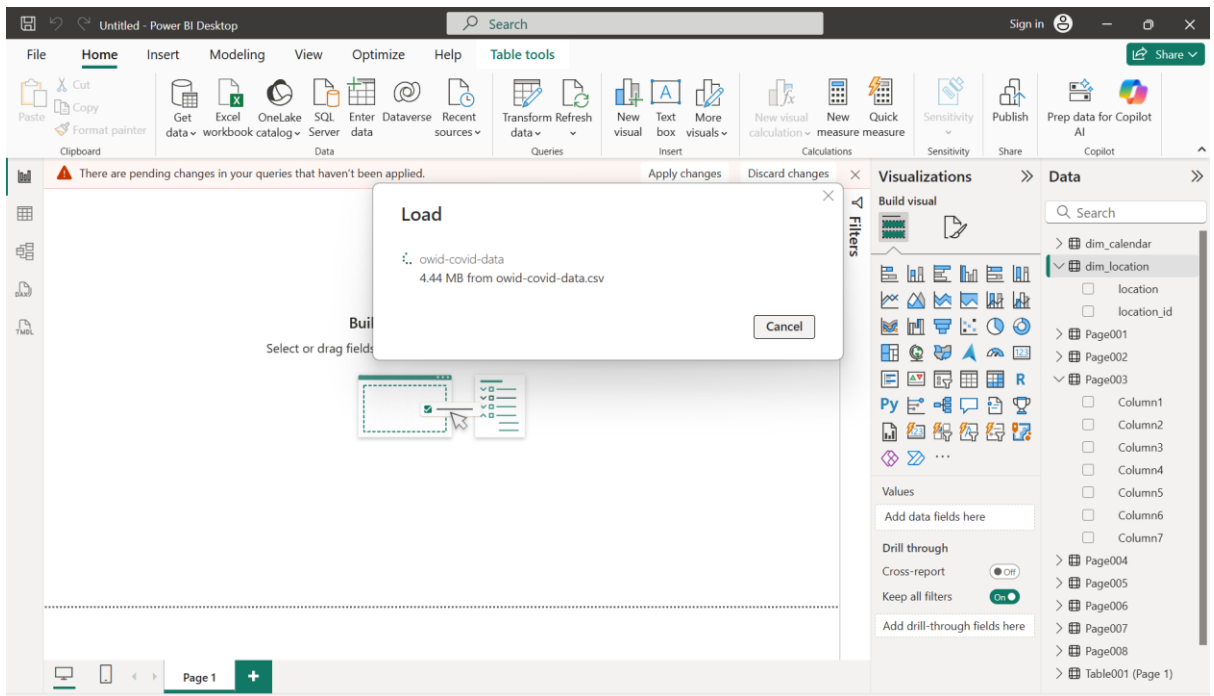 Untitled - Power BI Desktop
Search
Sign in
File Home Insert Modeling View Optimize Help Table tools
Share
Paste
Cut
Copy
Format painter
Clipboard
Get data
Excel workbook
OneLake catalog
SQL Server
Enter data
Dataverse
Recent sources
Data
Transform data
Refresh
Queries
New visual
Text box
More visuals
Insert
New visual calculation
New measure
Quick measure
Calculations
Sensitivity
Sensitivity
Publish
Share
Prep data for AI
Copilot
Copilot
There are pending changes in your queries that haven't been applied.
Apply changes
Discard changes
Load
owid-covid-data
4.44 MB from owid-covid-data.csv
Cancel
Buil
Select or drag fields
DAX
TMDL
Filters
Visualizations
Build visual
123
R
Py
123
Values
Add data fields here
Drill through
Cross-report
Off
Keep all filters
On
Add drill-through fields here
Data
Search
dim_calendar
dim_location
location
location_id
Page001
Page002
Page003
Column1
Column2
Column3
Column4
Column5
Column6
Column7
Page004
Page005
Page006
Page007
Page008
Table001 (Page 1)
Page 1